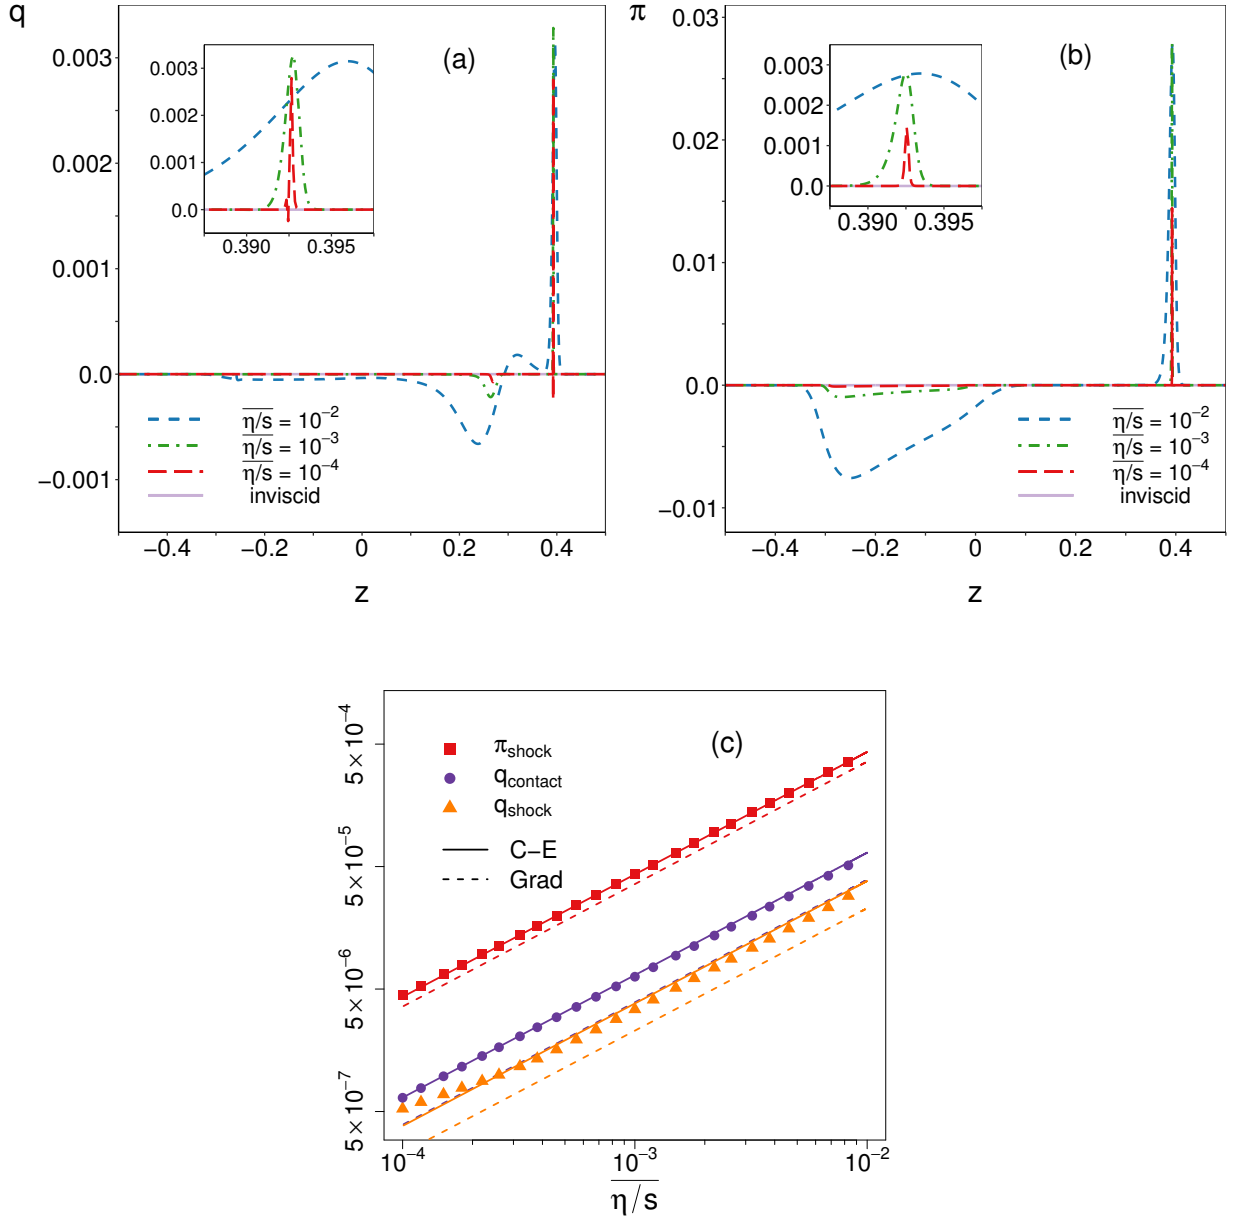 q
(a)
0.003
0.002
0.001
0.0
−0.001
0.003
0.002
0.001
0.0
0.390 0.395
η/s = 10−2
η/s = 10−3
η/s = 10−4
inviscid
−0.4 −0.2 0 0.2 0.4
z
π
(b)
0.03
0.02
0.01
0.0
−0.01
0.003
0.002
0.001
0.0
0.390 0.395
η/s = 10−2
η/s = 10−3
η/s = 10−4
inviscid
−0.4 −0.2 0 0.2 0.4
z
(c)
5×10−4
5×10−5
5×10−6
5×10−7
πshock
qcontact
qshock
C−E
Grad
10−4 10−3 10−2
η/s